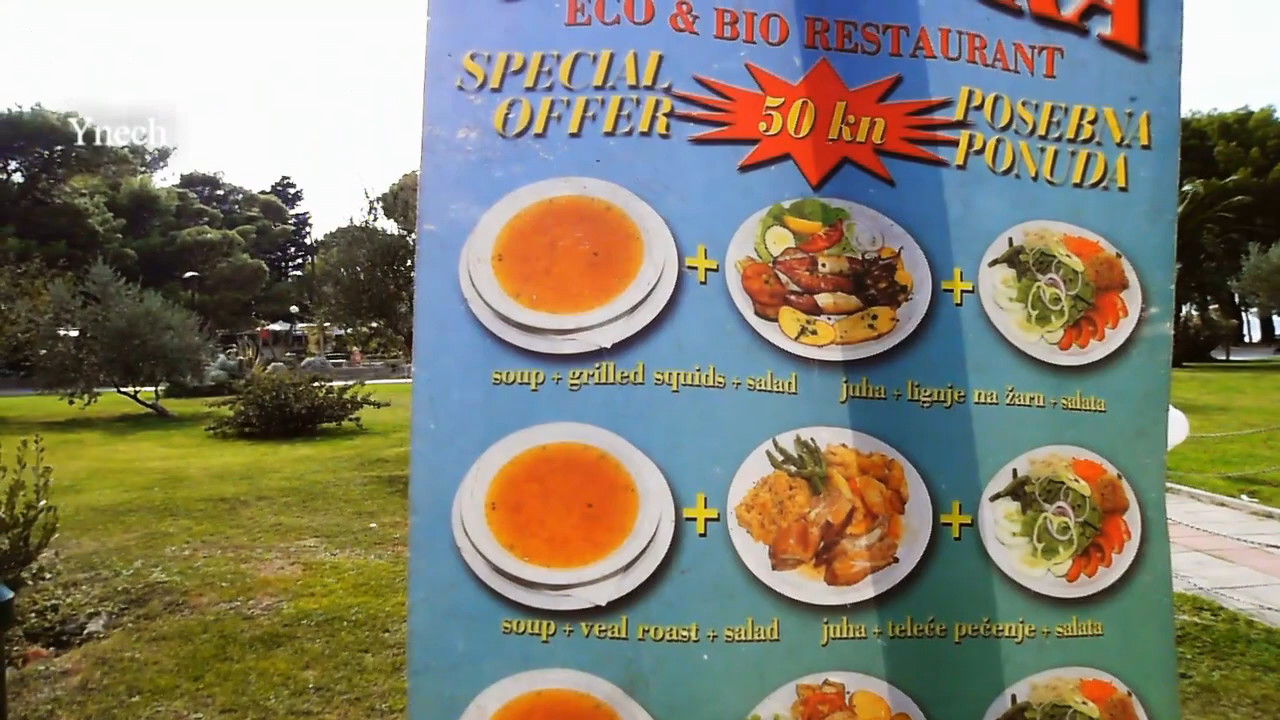 Ynech
ECO & BIO RESTAURANT
SPECIAL
OFFER
50 kn
POSEBNA
PONUDA
soup + grilled squids + salad
juha + lignje na žaru + salata
soup + veal roast + salad
juha + teleće pečenje + salata